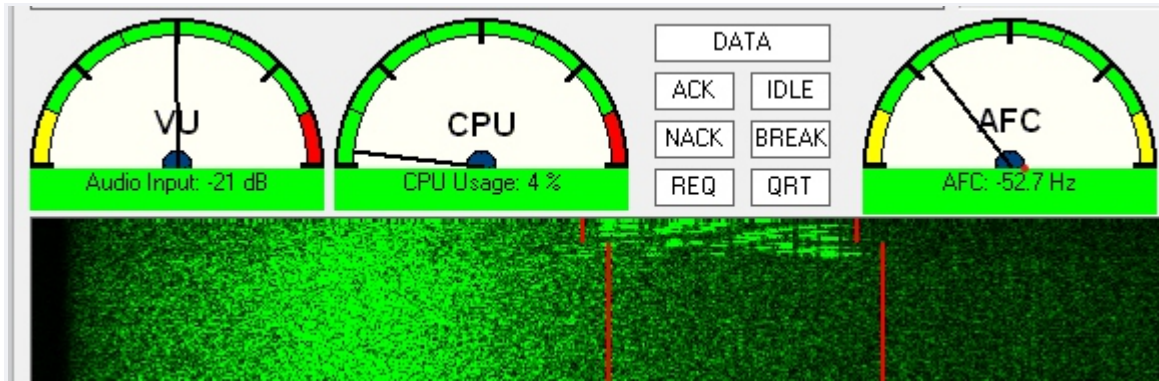 VU
Audio Input: -21 dB
CPU
CPU Usage: 4 %
DATA
ACK
IDLE
NACK
BREAK
REQ
QRT
AFC
AFC: -52.7 Hz